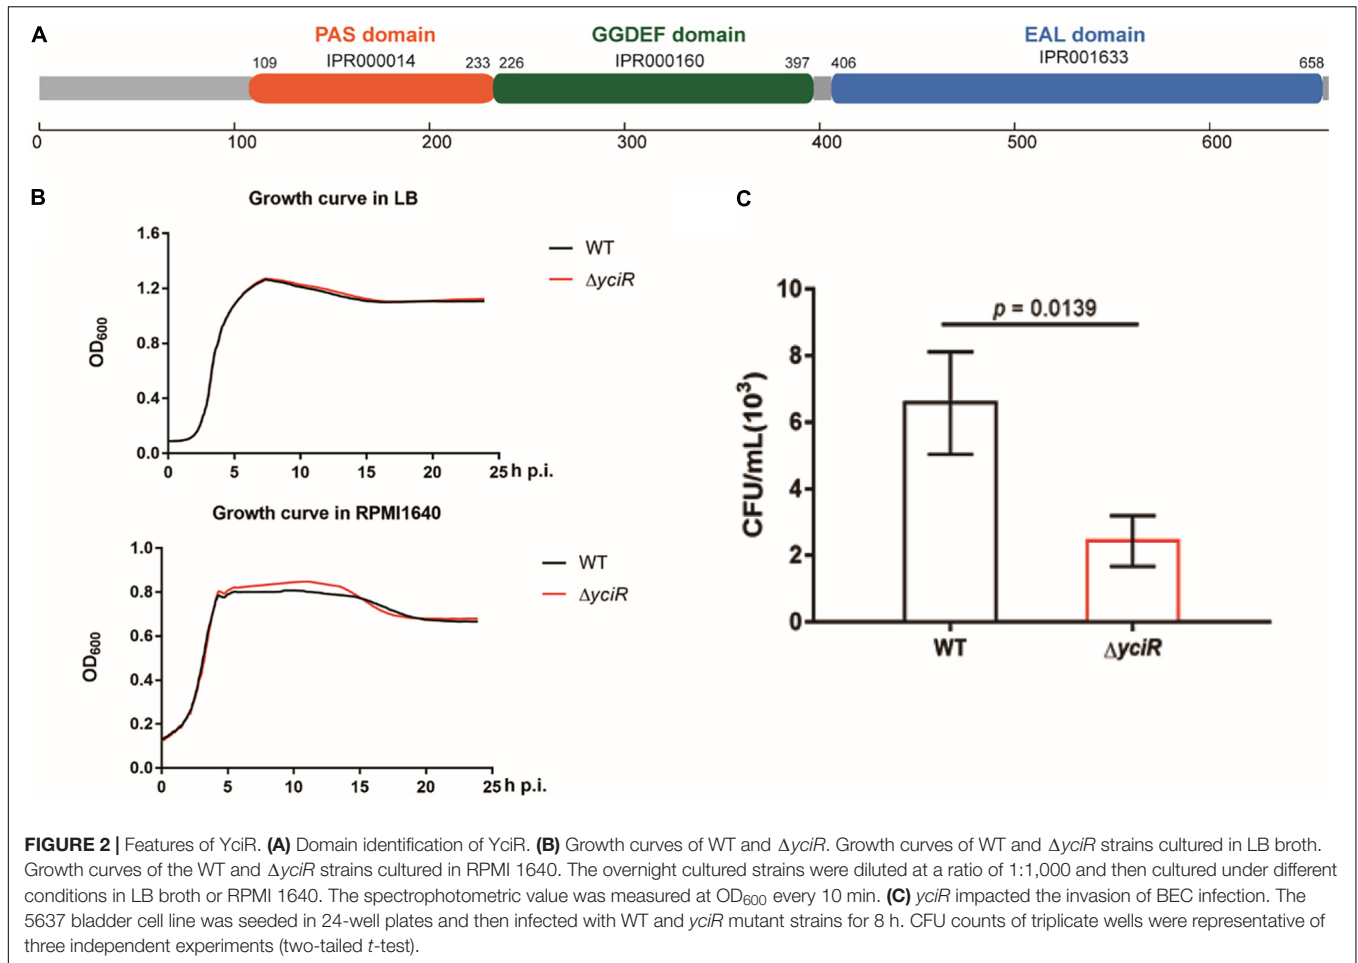 A
PAS domain
GGDEF domain
EAL domain
IPR000014
IPR000160
IPR001633
109
233
226
397
406
658
0
100
200
300
400
500
600
B
Growth curve in LB
1.6
1.2
0.8
0.4
0.0
OD600
0 5 10 15 20 25 h p.i.
WT
ΔyciR
Growth curve in RPMI1640
1.0
0.8
0.6
0.4
0.2
0.0
OD600
0 5 10 15 20 25 h p.i.
WT
ΔyciR
C
p = 0.0139
10
8
6
4
2
0
CFU/mL(10³)
WT
ΔyciR
FIGURE 2 | Features of YciR. (A) Domain identification of YciR. (B) Growth curves of WT and ΔyciR. Growth curves of WT and ΔyciR strains cultured in LB broth.
Growth curves of the WT and ΔyciR strains cultured in RPMI 1640. The overnight cultured strains were diluted at a ratio of 1:1,000 and then cultured under different
conditions in LB broth or RPMI 1640. The spectrophotometric value was measured at OD600 every 10 min. (C) yciR impacted the invasion of BEC infection. The
5637 bladder cell line was seeded in 24-well plates and then infected with WT and yciR mutant strains for 8 h. CFU counts of triplicate wells were representative of
three independent experiments (two-tailed t-test).